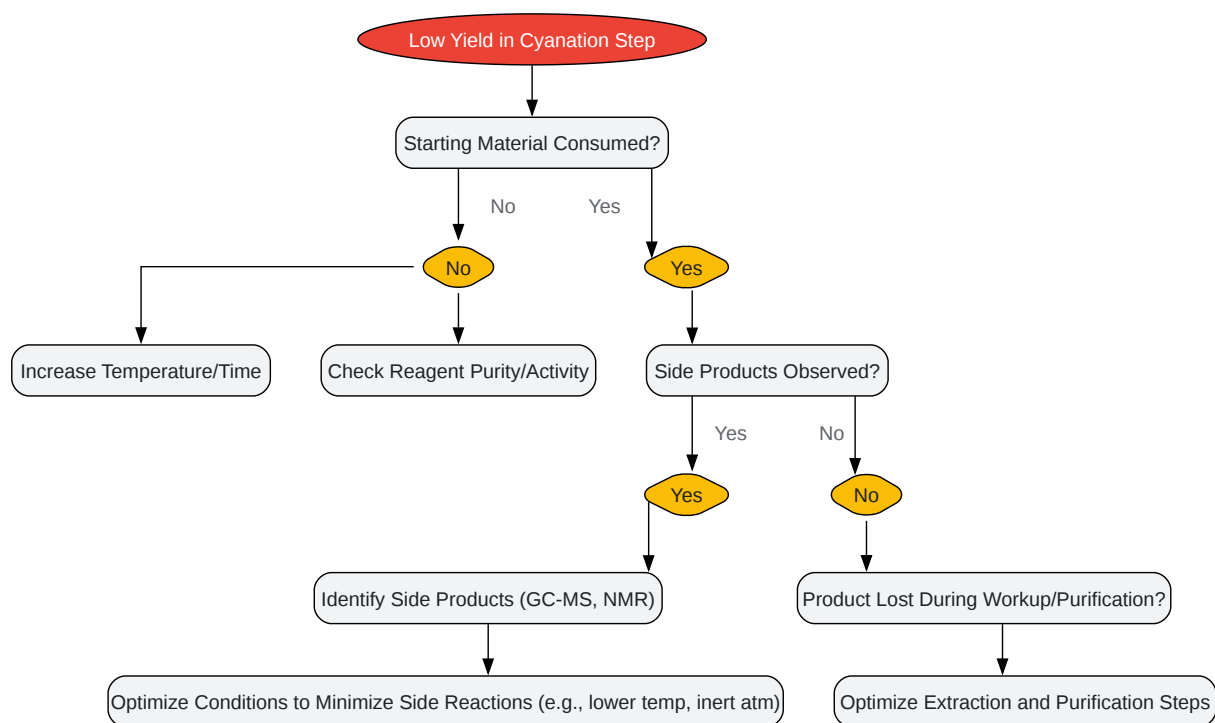 Low Yield in Cyanation Step
Starting Material Consumed?
No
Yes
No
Yes
Increase Temperature/Time
Check Reagent Purity/Activity
Side Products Observed?
Yes
No
Yes
No
Identify Side Products (GC-MS, NMR)
Product Lost During Workup/Purification?
Optimize Conditions to Minimize Side Reactions (e.g., lower temp, inert atm)
Optimize Extraction and Purification Steps